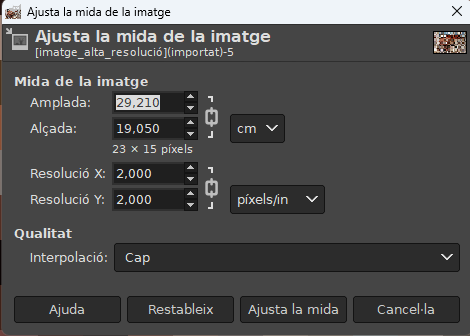 Ajusta la mida de la imatge
Ajusta la mida de la imatge
[imatge_alta_resolució](importat)-5
Mida de la imatge
Amplada: 29,210
Alçada: 19,050 cm
23 × 15 píxels
Resolució X: 2,000
Resolució Y: 2,000 píxels/in
Qualitat
Interpolació: Cap
Ajuda Restableix Ajusta la mida Cancel·la